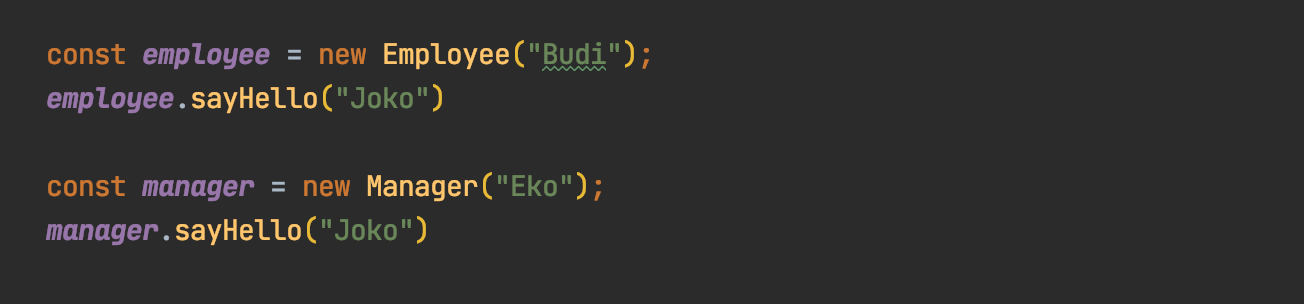 const employee = new Employee("Budi");
employee.sayHello("Joko")
const manager = new Manager("Eko");
manager.sayHello("Joko")